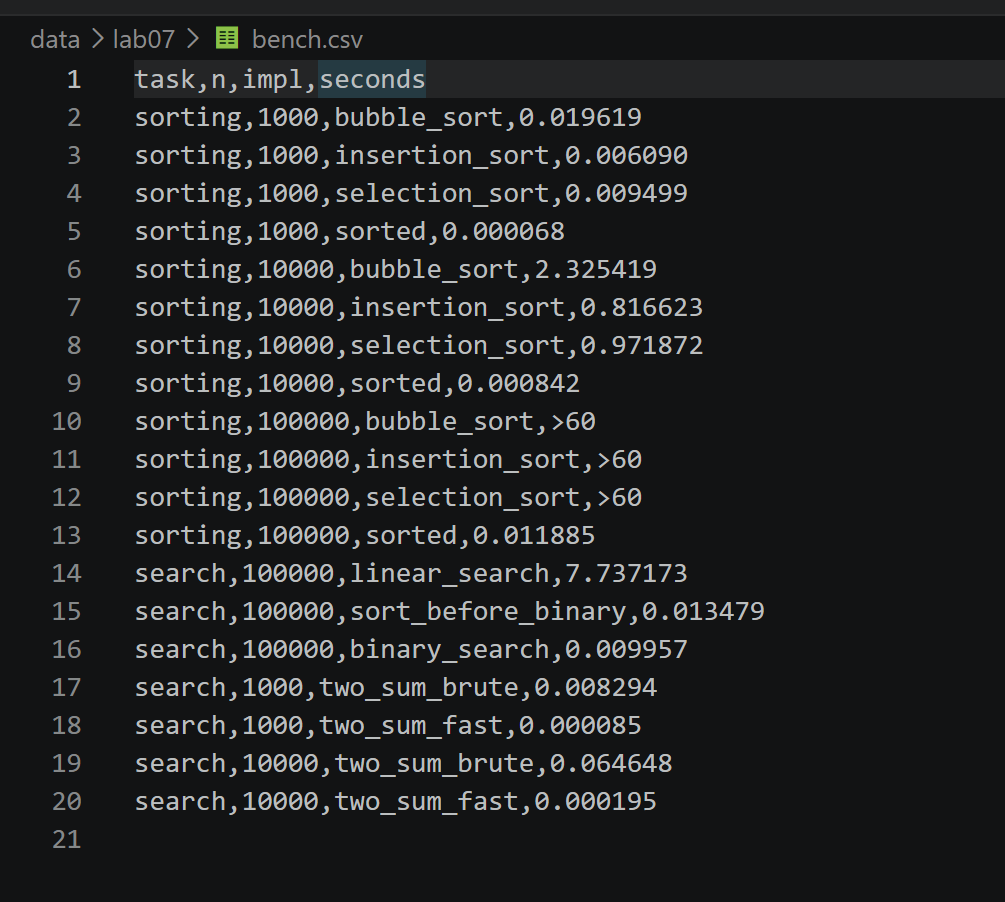 data > lab07 > bench.csv
1 task,n,impl,seconds
2 sorting,1000,bubble_sort,0.019619
3 sorting,1000,insertion_sort,0.006090
4 sorting,1000,selection_sort,0.009499
5 sorting,1000,sorted,0.000068
6 sorting,10000,bubble_sort,2.325419
7 sorting,10000,insertion_sort,0.816623
8 sorting,10000,selection_sort,0.971872
9 sorting,10000,sorted,0.000842
10 sorting,100000,bubble_sort,>60
11 sorting,100000,insertion_sort,>60
12 sorting,100000,selection_sort,>60
13 sorting,100000,sorted,0.011885
14 search,100000,linear_search,7.737173
15 search,100000,sort_before_binary,0.013479
16 search,100000,binary_search,0.009957
17 search,1000,two_sum_brute,0.008294
18 search,1000,two_sum_fast,0.000085
19 search,10000,two_sum_brute,0.064648
20 search,10000,two_sum_fast,0.000195
21